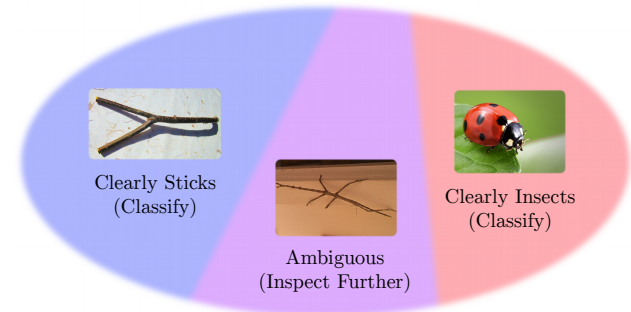 Clearly Sticks
(Classify)
Ambiguous
(Inspect Further)
Clearly Insects
(Classify)